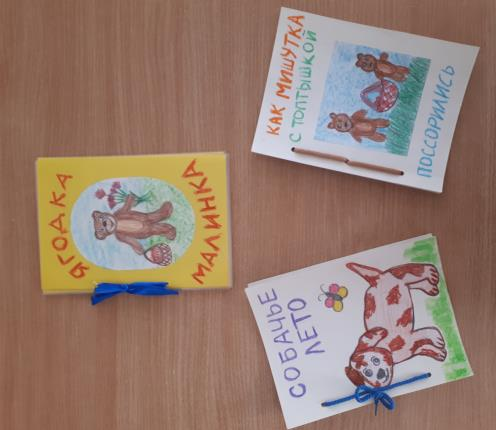 ЯГОДКА
МАЛИНКА
КАК МИШУТКА
С ТОПТЫШКОЙ
ПОССОРИЛИСЬ
СОБАЧЬЕ
ЛЕТО